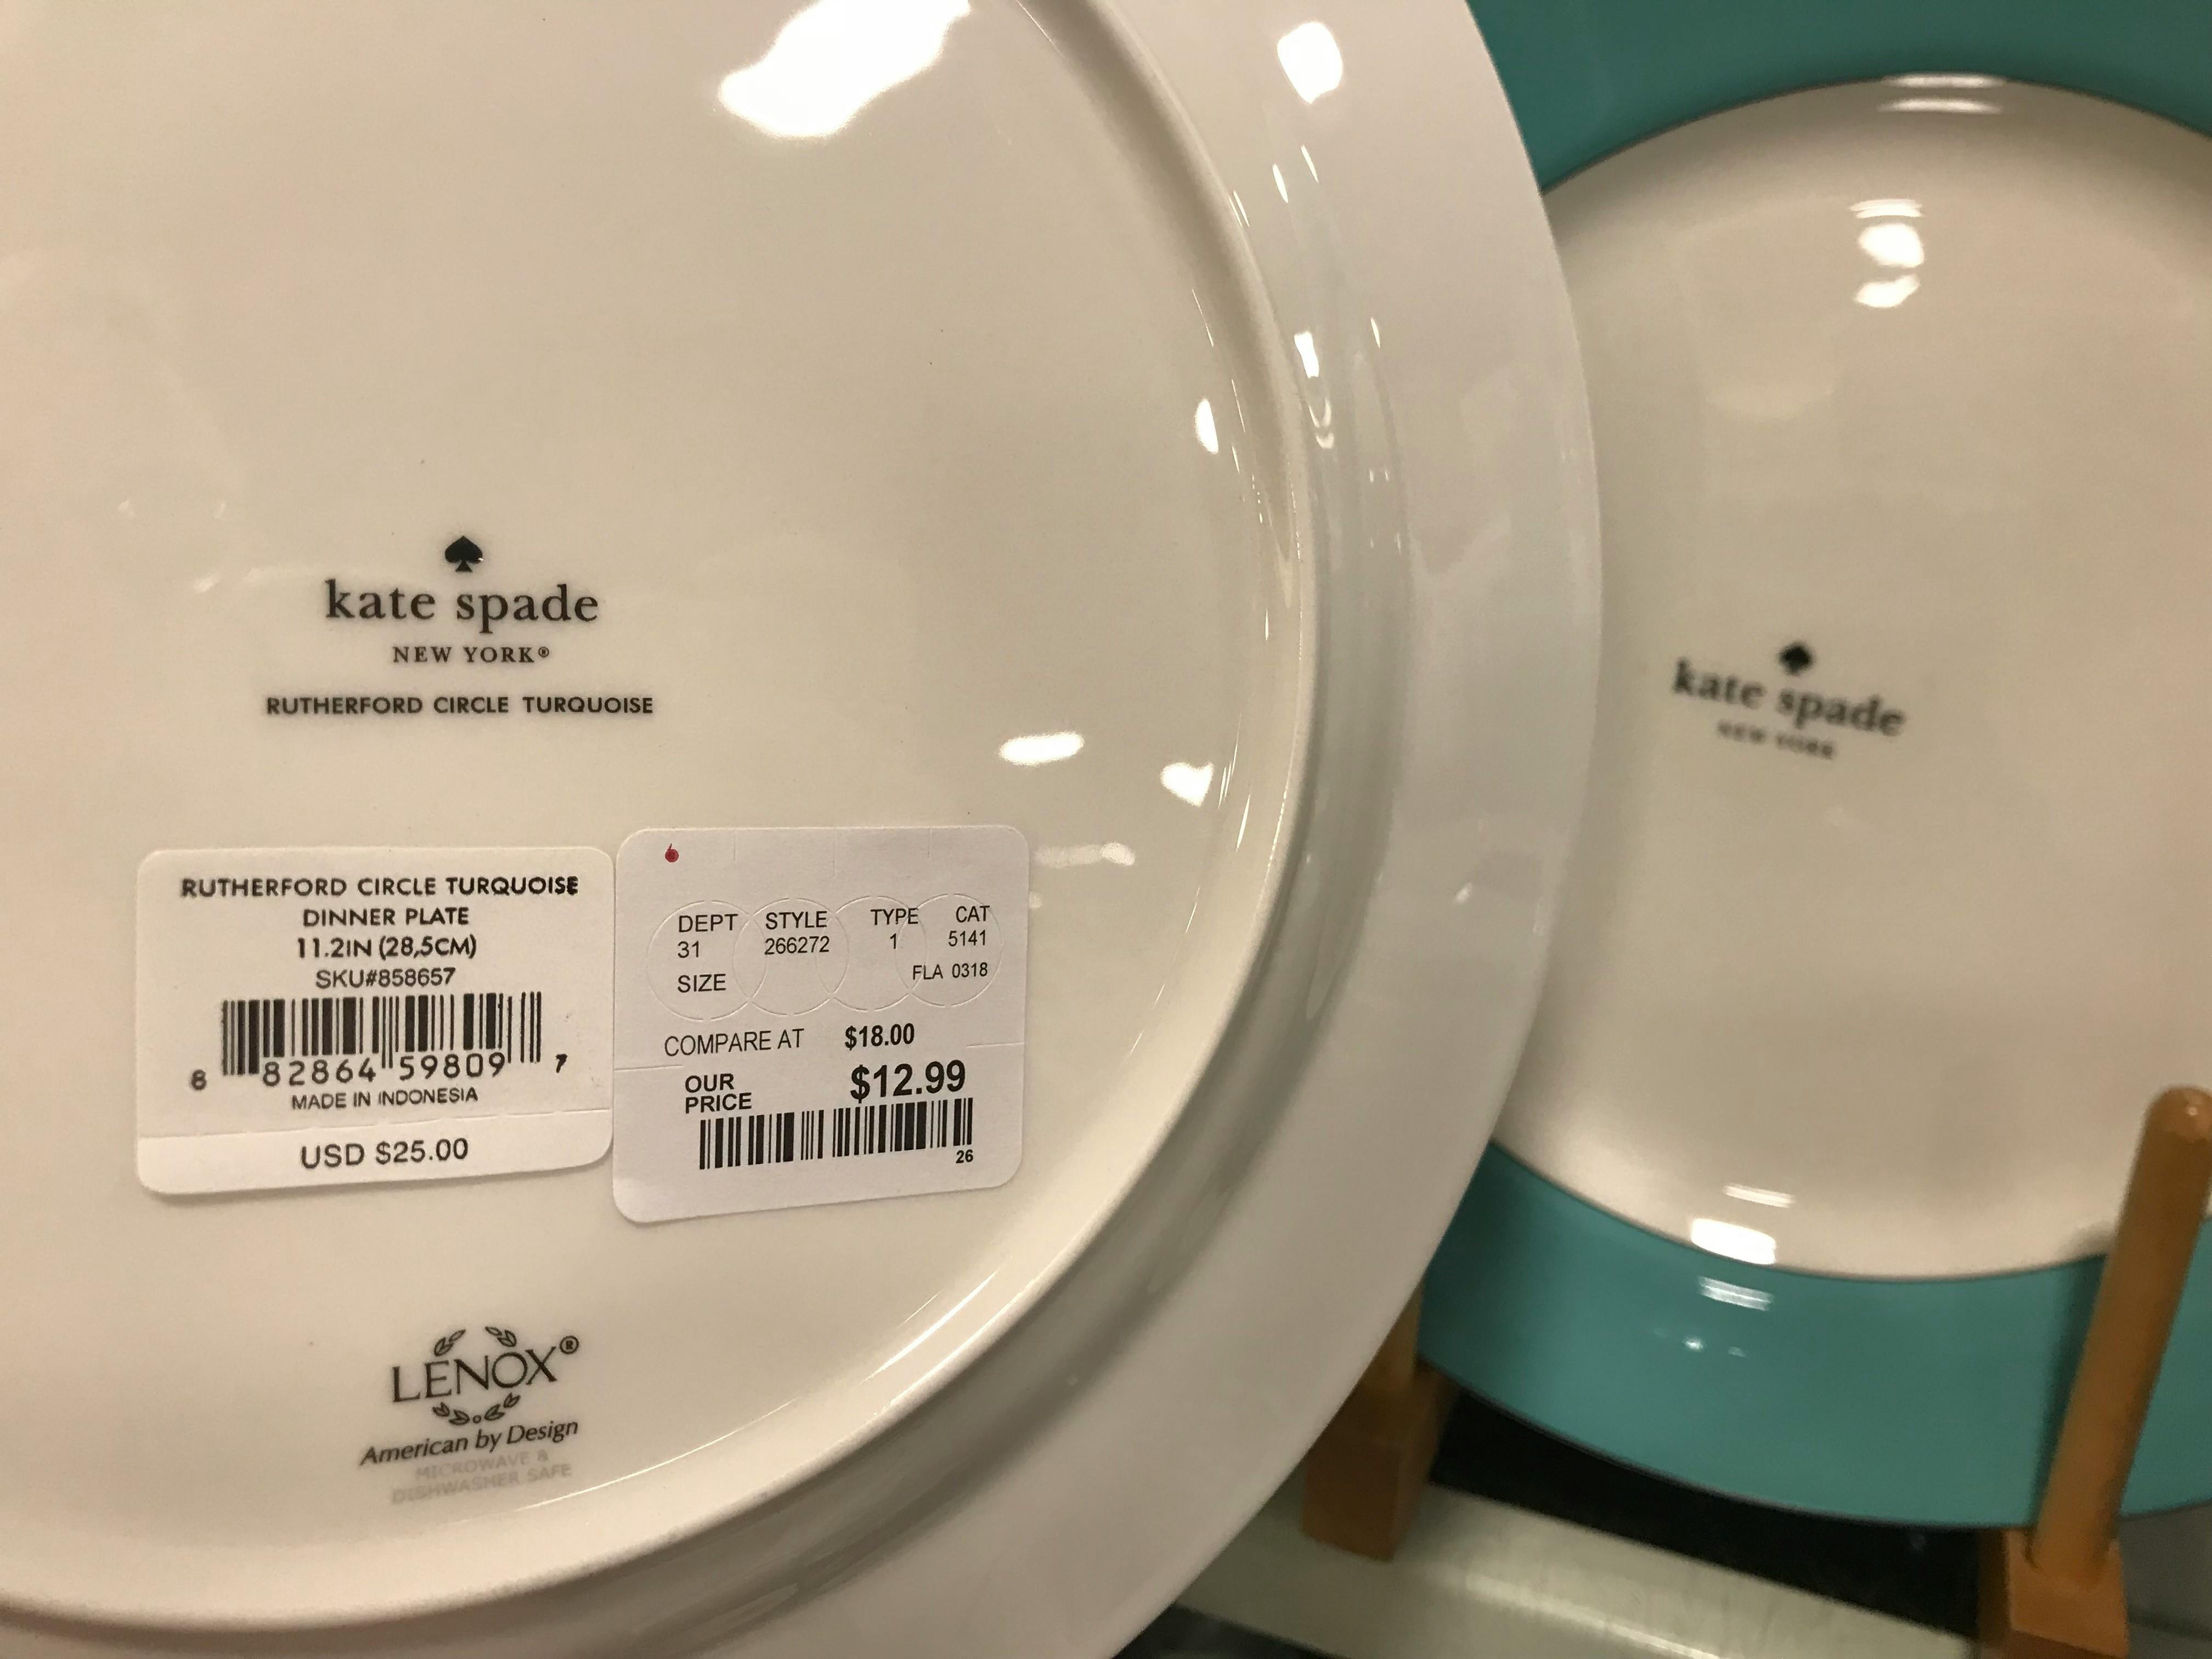 kate spade
NEW YORK®
RUTHERFORD CIRCLE TURQUOISE
RUTHERFORD CIRCLE TURQUOISE
DINNER PLATE
11.2IN (28,5CM)
SKU#858657
8 82864 59809 7
MADE IN INDONESIA
USD $25.00
6
DEPT STYLE TYPE CAT
31 266272 1 5141
SIZE FLA 0318
COMPARE AT $18.00
OUR PRICE $12.99
26
LENOX®
American by Design
MICROWAVE &
DISHWASHER SAFE
kate spade
NEW YORK